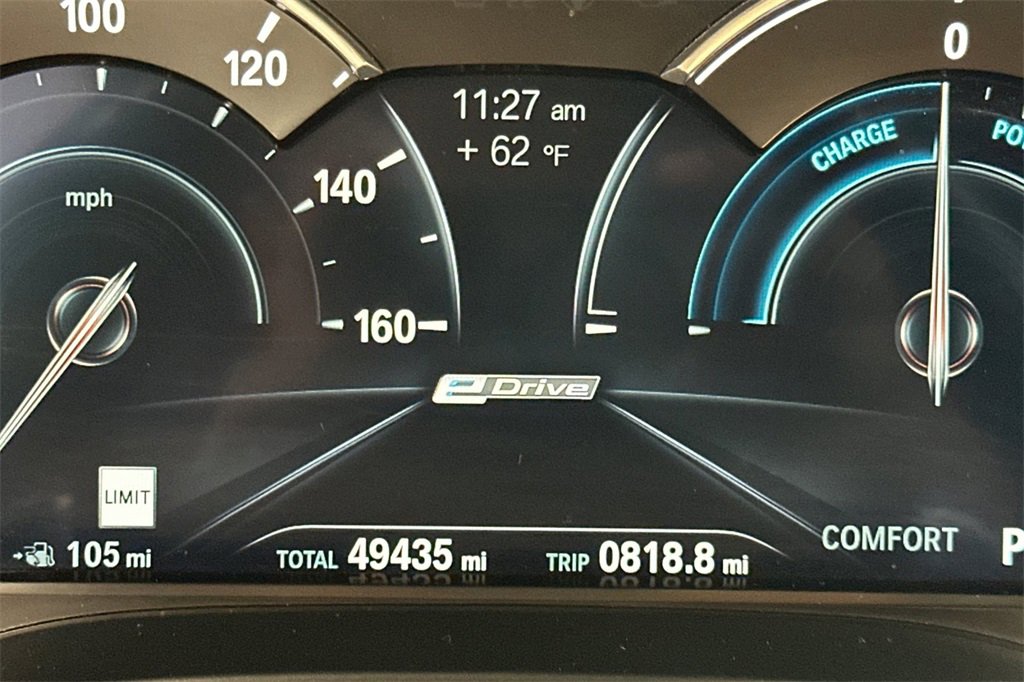 100
120
0
11:27 am
+ 62 °F
CHARGE
mph
140
160
eDrive
LIMIT
COMFORT
105 mi
TOTAL 49435 mi
TRIP 0818.8 mi
P